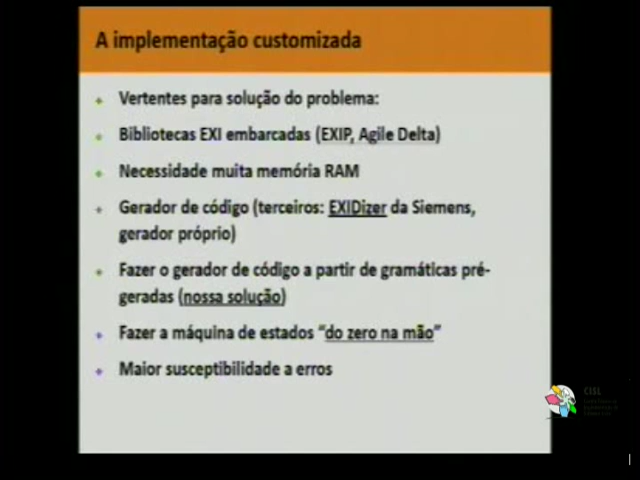 A implementação customizada
Vertentes para solução do problema:
Bibliotecas EXI embarcadas (EXIP, Agile Delta)
Necessidade muita memória RAM
Gerador de código (terceiros: EXIDizer da Siemens,
gerador próprio)
Fazer o gerador de código a partir de gramáticas pré-
geradas (nossa solução)
Fazer a máquina de estados “do zero na mão”
Maior susceptibilidade a erros